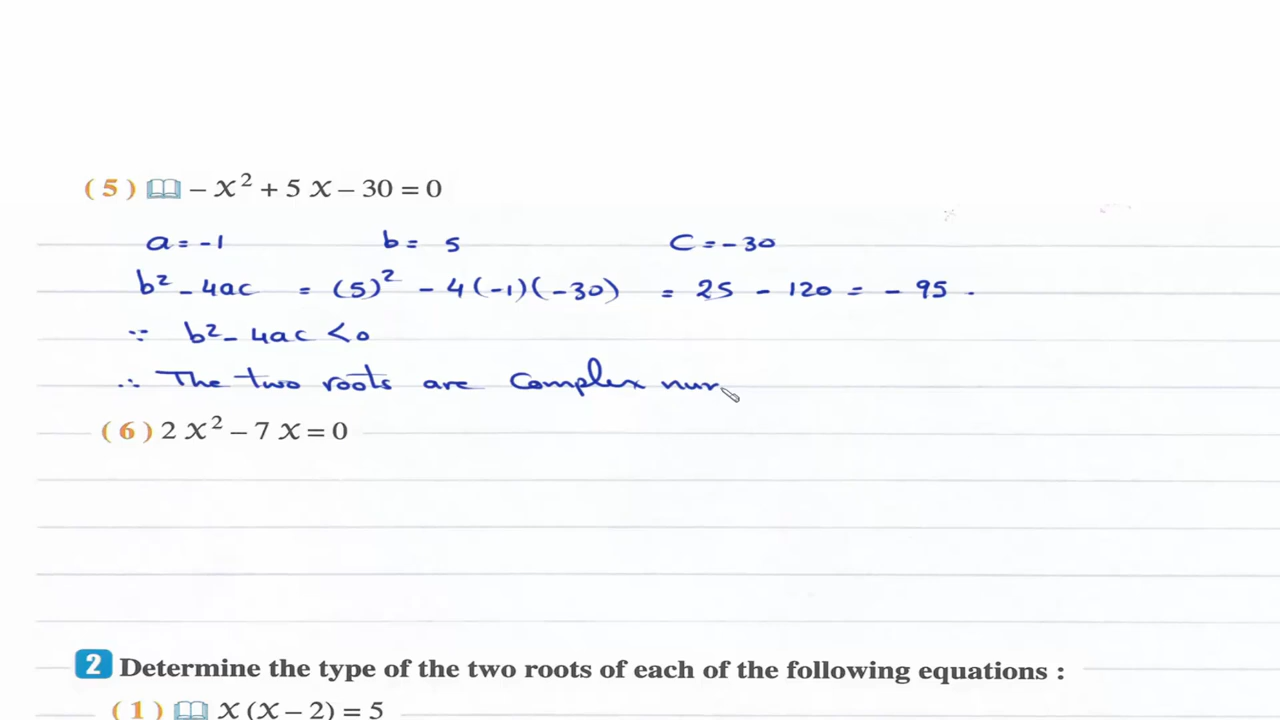 (5) – x² + 5 x – 30 = 0
a = -1 b = 5 c = -30
b² - 4ac = (5)² - 4(-1)(-30) = 25 - 120 = -95.
∵ b² - 4ac < 0
∴ The two roots are Complex
(6) 2 x² – 7 x = 0
2 Determine the type of the two roots of each of the following equations :
(1) x (x – 2) = 5